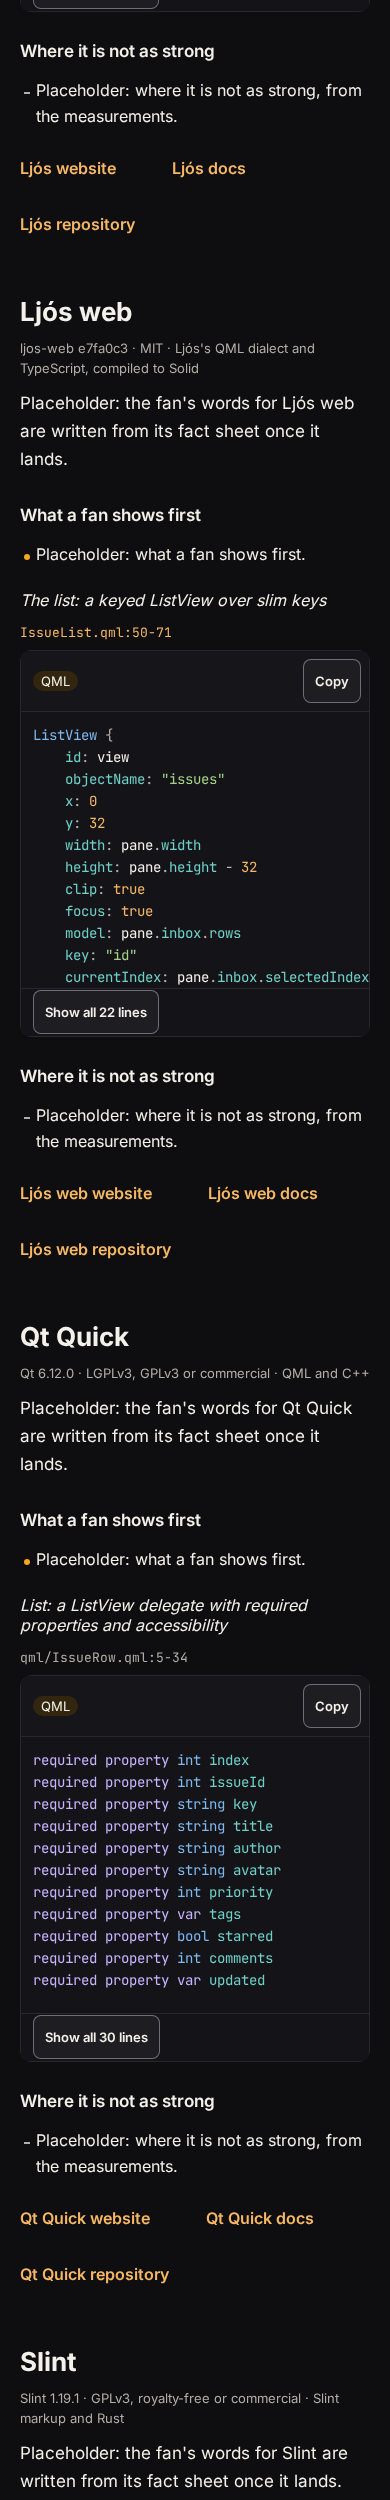 Where it is not as strong
– Placeholder: where it is not as strong, from
the measurements.
Ljós website
Ljós docs
Ljós repository
Ljós web
ljos-web e7fa0c3 · MIT · Ljós's QML dialect and
TypeScript, compiled to Solid
Placeholder: the fan's words for Ljós web
are written from its fact sheet once it
lands.
What a fan shows first
• Placeholder: what a fan shows first.
The list: a keyed ListView over slim keys
IssueList.qml:50-71
QML
Copy
ListView {
    id: view
    objectName: "issues"
    x: 0
    y: 32
    width: pane.width
    height: pane.height - 32
    clip: true
    focus: true
    model: pane.inbox.rows
    key: "id"
    currentIndex: pane.inbox.selectedIndex
Show all 22 lines
Where it is not as strong
– Placeholder: where it is not as strong, from
the measurements.
Ljós web website
Ljós web docs
Ljós web repository
Qt Quick
Qt 6.12.0 · LGPLv3, GPLv3 or commercial · QML and C++
Placeholder: the fan's words for Qt Quick
are written from its fact sheet once it
lands.
What a fan shows first
• Placeholder: what a fan shows first.
List: a ListView delegate with required
properties and accessibility
qml/IssueRow.qml:5-34
QML
Copy
required property int index
required property int issueId
required property string key
required property string title
required property string author
required property string avatar
required property int priority
required property var tags
required property bool starred
required property int comments
required property var updated
Show all 30 lines
Where it is not as strong
– Placeholder: where it is not as strong, from
the measurements.
Qt Quick website
Qt Quick docs
Qt Quick repository
Slint
Slint 1.19.1 · GPLv3, royalty-free or commercial · Slint
markup and Rust
Placeholder: the fan's words for Slint are
written from its fact sheet once it lands.